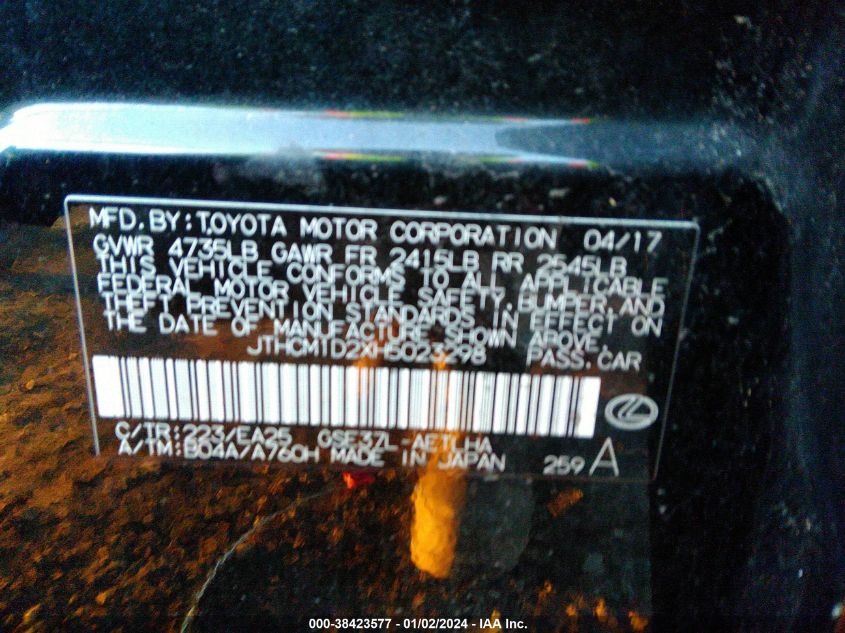 MFD.BY:TOYOTA MOTOR CORPORATION 04/17
GVWR 4735LB GAWR FR 2415LB RR 2545LB
THIS VEHICLE CONFORMS TO ALL APPLICABLE
FEDERAL MOTOR VEHICLE SAFETY,BUMPER,AND
THEFT PREVENTION STANDARDS IN EFFECT ON
THE DATE OF MANUFACTURE SHOWN ABOVE.
JTHCM1D2XH5023298 PASS.CAR
C/TR:223/EA25 GSE37L-AETLHA
A/TM:B04A/A760H MADE IN JAPAN 259 A
000-38423577 - 01/02/2024 - IAA Inc.